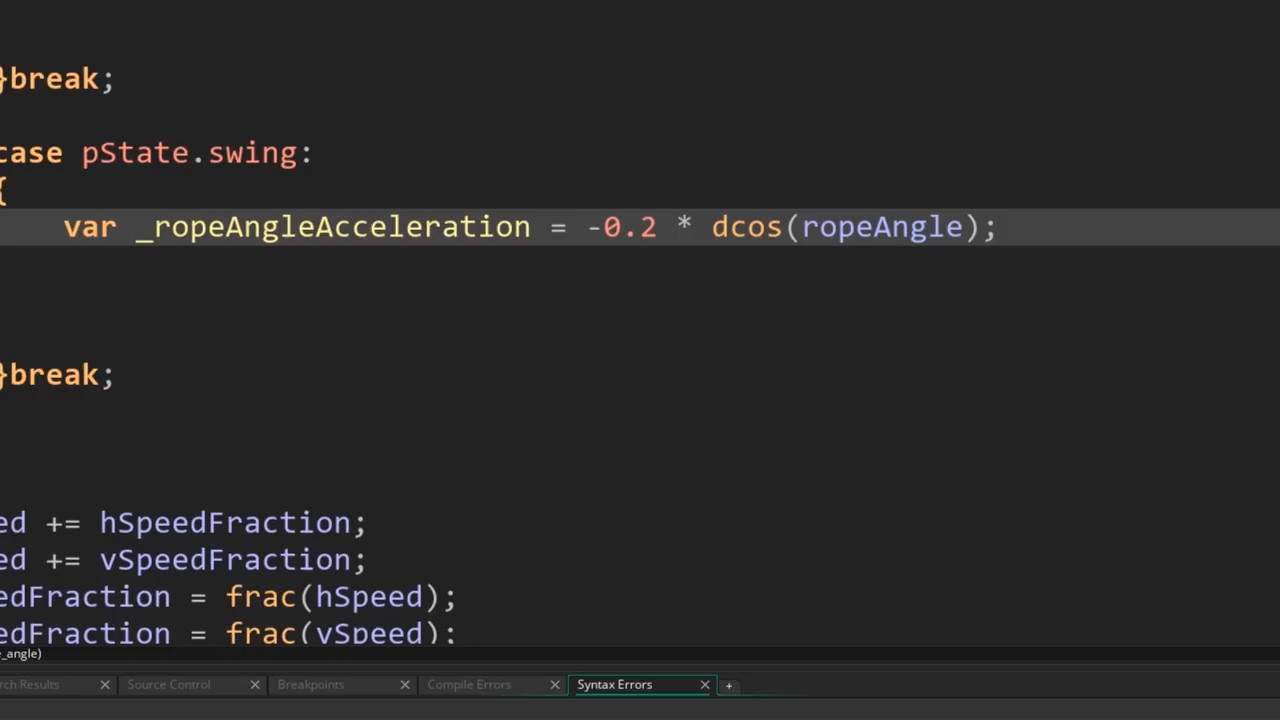 }break;
case pState.swing:
{
var _ropeAngleAcceleration = -0.2 * dcos(ropeAngle);
}break;
ed += hSpeedFraction;
ed += vSpeedFraction;
edFraction = frac(hSpeed);
edFraction = frac(vSpeed);
e_angle)
rch Results Source Control Breakpoints Compile Errors Syntax Errors +